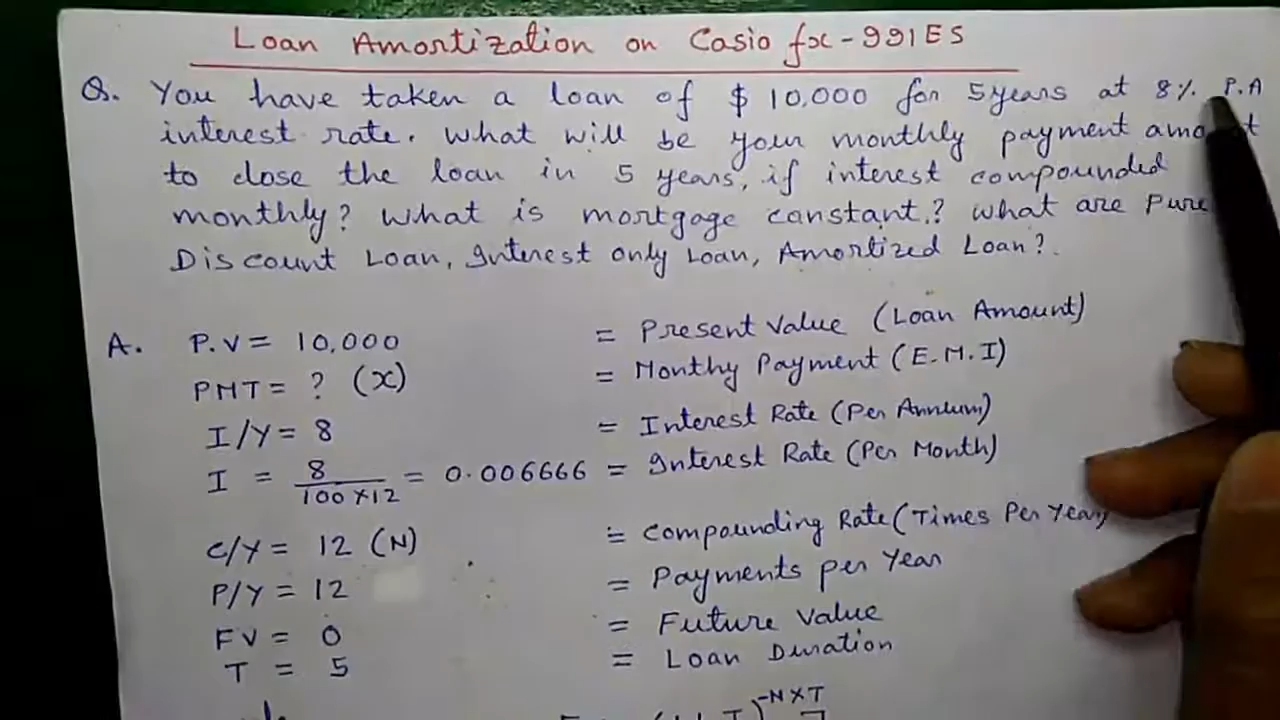 Loan Amortization on Casio fx-991ES
Q. You have taken a loan of $ 10,000 for 5 years at 8% P.A
interest rate. What will be your monthly payment
to close the loan in 5 years, if interest compounded
monthly? What is mortgage constant.? What are Pure
Discount Loan, Interest only Loan, Amortized Loan?.
A. P.V = 10,000 = Present Value (Loan Amount)
PMT = ? (x) = Monthy Payment (E.M.I)
I/Y = 8 = Interest Rate (Per Annum)
I = 8/100×12 = 0.006666 = Interest Rate (Per Month)
C/Y = 12 (N) = Compounding Rate (Times Per Year)
P/Y = 12 = Payments per Year
FV = 0 = Future Value
T = 5 = Loan Duration
-N×T